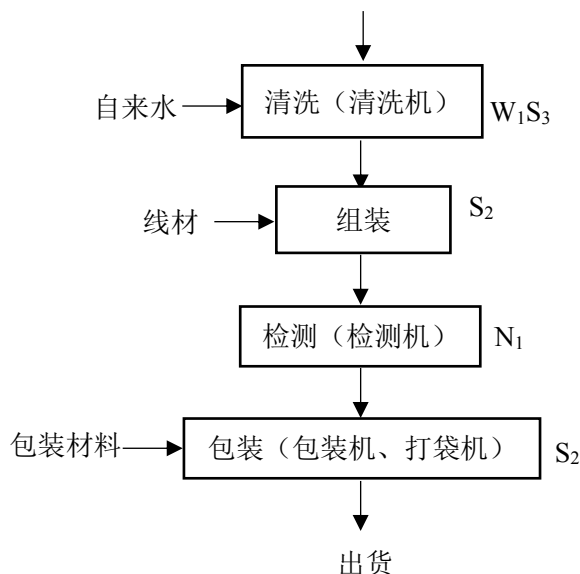 自来水
清洗（清洗机）
W₁S₃
线材
组装
S₂
检测（检测机）
N₁
包装材料
包装（包装机、打袋机）
S₂
出货